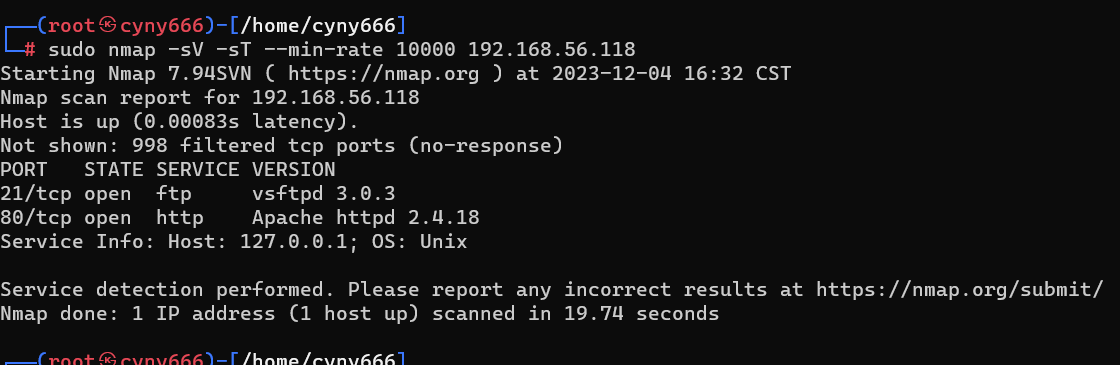 ┌──(root㉿cyny666)-[/home/cyny666]
└─# sudo nmap -sV -sT --min-rate 10000 192.168.56.118
Starting Nmap 7.94SVN ( https://nmap.org ) at 2023-12-04 16:32 CST
Nmap scan report for 192.168.56.118
Host is up (0.00083s latency).
Not shown: 998 filtered tcp ports (no-response)
PORT   STATE SERVICE VERSION
21/tcp open  ftp     vsftpd 3.0.3
80/tcp open  http    Apache httpd 2.4.18
Service Info: Host: 127.0.0.1; OS: Unix

Service detection performed. Please report any incorrect results at https://nmap.org/submit/
Nmap done: 1 IP address (1 host up) scanned in 19.74 seconds

┌──(root㉿cyny666)-[/home/cyny666]